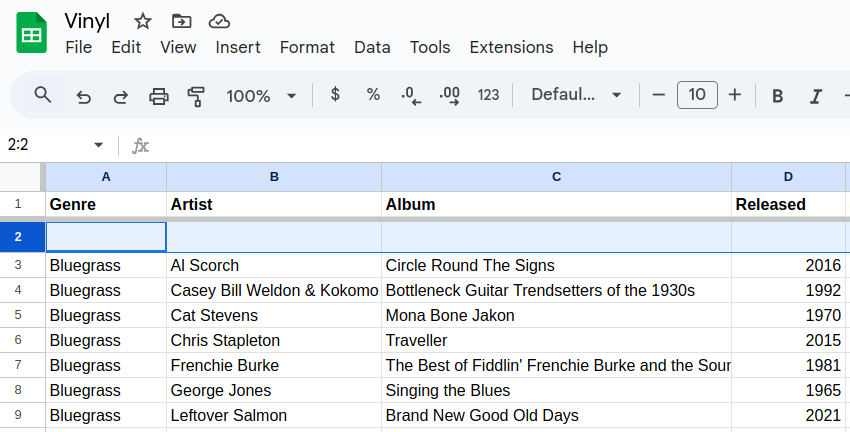 Vinyl
File Edit View Insert Format Data Tools Extensions Help
100% $ % .0 .00 123 Defaul... 10 B I
2:2 fx
A B C D
1 Genre Artist Album Released
2
3 Bluegrass Al Scorch Circle Round The Signs 2016
4 Bluegrass Casey Bill Weldon & Kokomo Bottleneck Guitar Trendsetters of the 1930s 1992
5 Bluegrass Cat Stevens Mona Bone Jakon 1970
6 Bluegrass Chris Stapleton Traveller 2015
7 Bluegrass Frenchie Burke The Best of Fiddlin' Frenchie Burke and the Soun 1981
8 Bluegrass George Jones Singing the Blues 1965
9 Bluegrass Leftover Salmon Brand New Good Old Days 2021